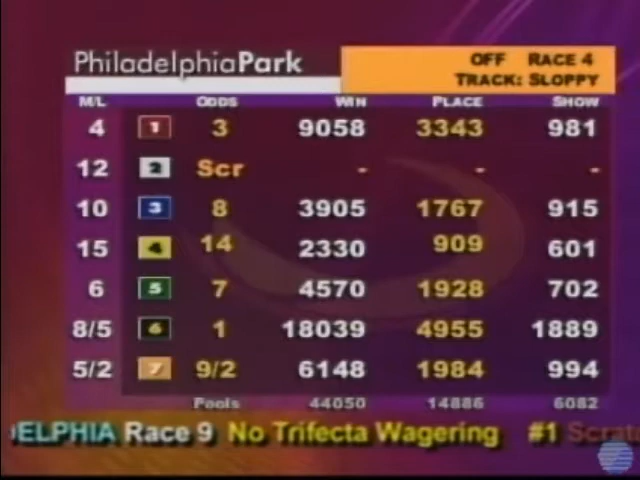 PhiladelphiaPark OFF RACE 4
TRACK: SLOPPY
M/L ODDS WIN PLACE SHOW
4 1 3 9058 3343 981
12 2 Scr - - -
10 3 8 3905 1767 915
15 4 14 2330 909 601
6 5 7 4570 1928 702
8/5 6 1 18039 4955 1889
5/2 7 9/2 6148 1984 994
Pools 44050 14886 6082
ELPHIA Race 9 No Trifecta Wagering #1 Scrat